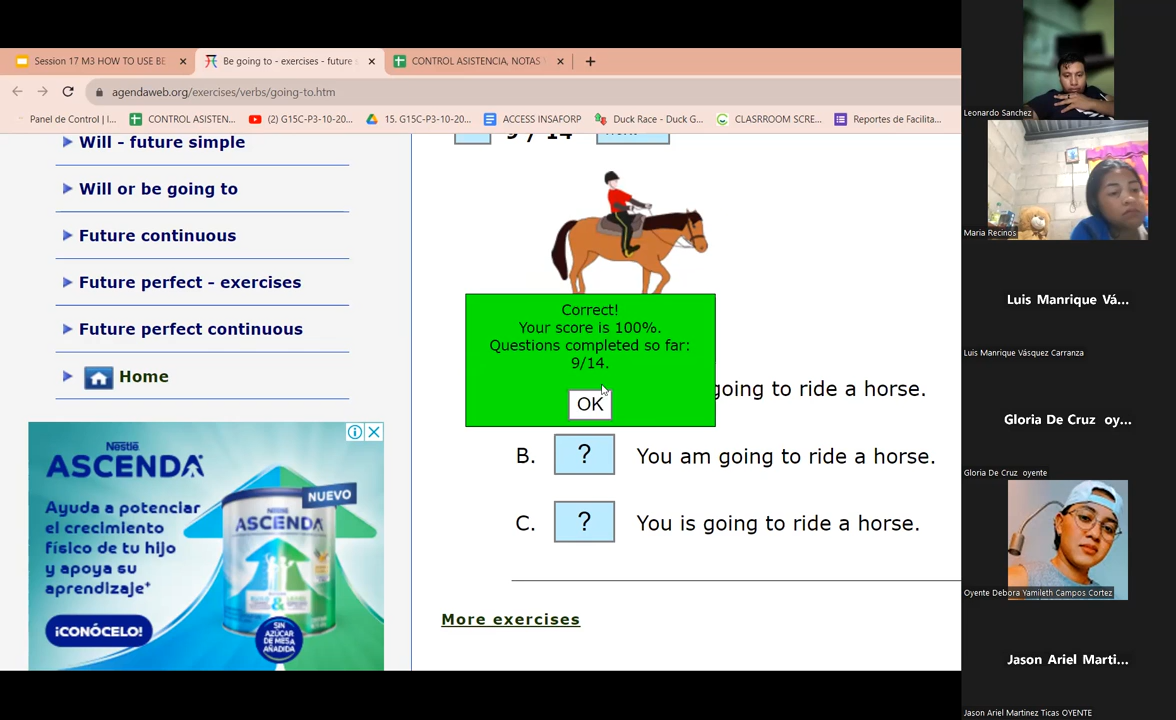 Session 17 M3 HOW TO USE BE
Be going to - exercises - future
CONTROL ASISTENCIA, NOTAS
agendaweb.org/exercises/verbs/going-to.htm
Panel de Control | I...
CONTROL ASISTEN...
(2) G15C-P3-10-20...
15. G15C-P3-10-20...
ACCESS INSAFORP
Duck Race - Duck G...
CLASRROOM SCRE...
Reportes de Facilita...
Will - future simple
Will or be going to
Future continuous
Future perfect - exercises
Future perfect continuous
Home
9 / 14
Correct!
Your score is 100%.
Questions completed so far:
9/14.
OK
going to ride a horse.
B. ? You am going to ride a horse.
C. ? You is going to ride a horse.
More exercises
Nestlé
ASCENDA
Ayuda a potenciar
el crecimiento
físico de tu hijo
y apoya su
aprendizaje+
¡CONÓCELO!
NUEVO
ASCENDA
SIN
AZÚCAR
DE MESA
AÑADIDA
Leonardo Sanchez
Maria Recinos
Luis Manrique Vá...
Luis Manrique Vásquez Carranza
Gloria De Cruz oy...
Gloria De Cruz oyente
Oyente Debora Yamileth Campos Cortez
Jason Ariel Marti...
Jason Ariel Martinez Ticas OYENTE